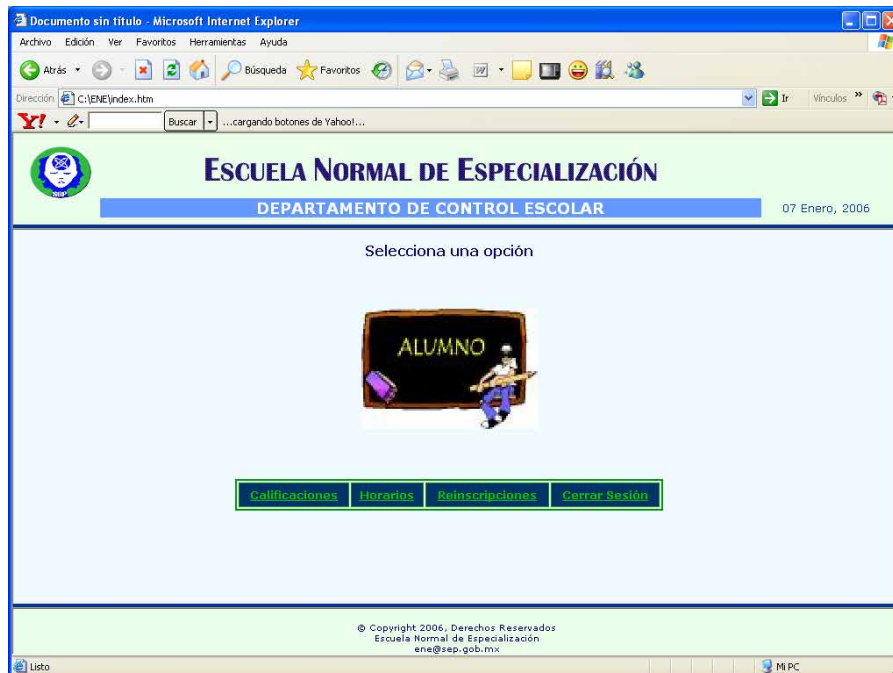 Documento sin título - Microsoft Internet Explorer
Archivo Edición Ver Favoritos Herramientas Ayuda
Atrás Búsqueda Favoritos
Dirección C:\ENE\index.htm Ir Vínculos »
Y! Buscar ...cargando botones de Yahoo!...
SEP
ESCUELA NORMAL DE ESPECIALIZACIÓN
DEPARTAMENTO DE CONTROL ESCOLAR 07 Enero, 2006
Selecciona una opción
ALUMNO
Calificaciones Horarios Reinscripciones Cerrar Sesión
© Copyright 2006, Derechos Reservados
Escuela Normal de Especialización
ene@sep.gob.mx
Listo Mi PC